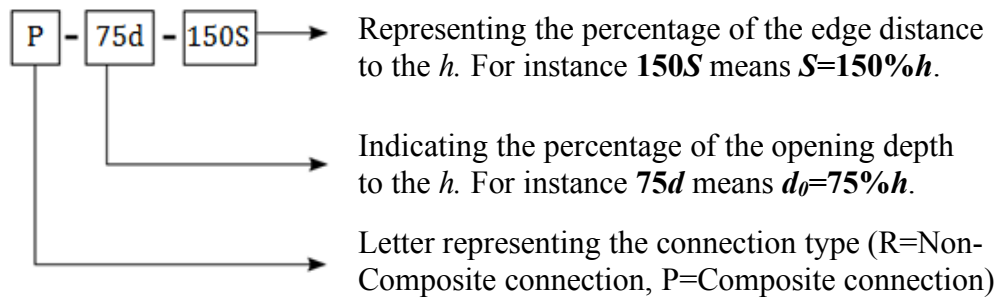 P - 75d - 150S
Representing the percentage of the edge distance
to the h. For instance 150S means S=150%h.
Indicating the percentage of the opening depth
to the h. For instance 75d means d₀=75%h.
Letter representing the connection type (R=Non-
Composite connection, P=Composite connection)